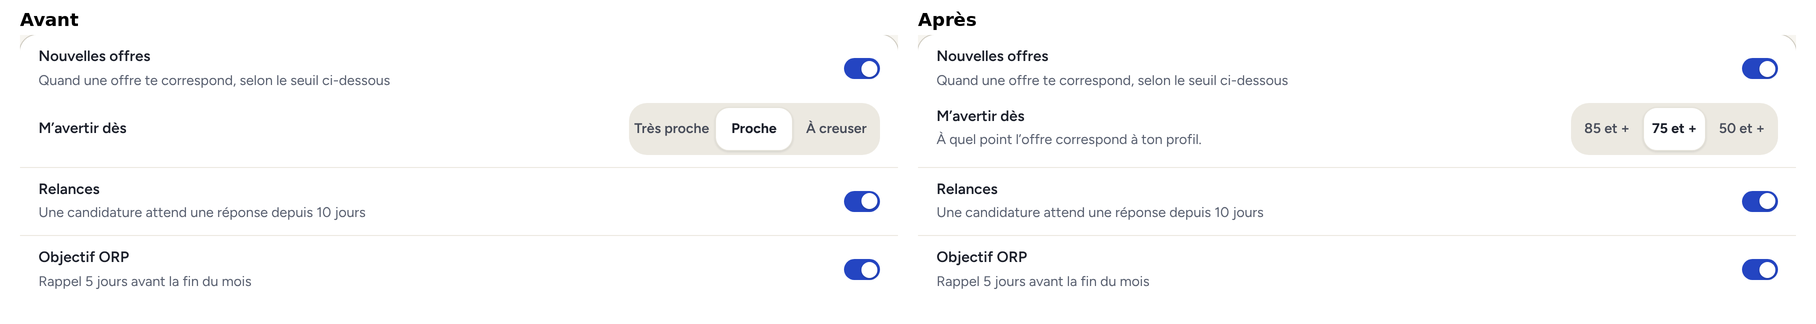 Avant
Nouvelles offres
Quand une offre te correspond, selon le seuil ci-dessous
M’avertir dès
Très proche Proche À creuser
Relances
Une candidature attend une réponse depuis 10 jours
Objectif ORP
Rappel 5 jours avant la fin du mois
Après
Nouvelles offres
Quand une offre te correspond, selon le seuil ci-dessous
M’avertir dès
À quel point l’offre correspond à ton profil.
85 et + 75 et + 50 et +
Relances
Une candidature attend une réponse depuis 10 jours
Objectif ORP
Rappel 5 jours avant la fin du mois